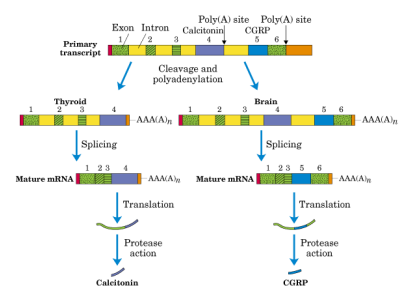 Poly(A) site Poly(A) site
Exon Intron Calcitonin CGRP
1 2 3 4 5 6
Primary transcript
Cleavage and polyadenylation
Thyroid Brain
1 2 3 4 AAA(A)n
1 2 3 4 5 6 AAA(A)n
Splicing Splicing
1 2 3 4
Mature mRNA AAA(A)n
1 2 3 5 6
Mature mRNA AAA(A)n
Translation Translation
Protease action Protease action
Calcitonin CGRP